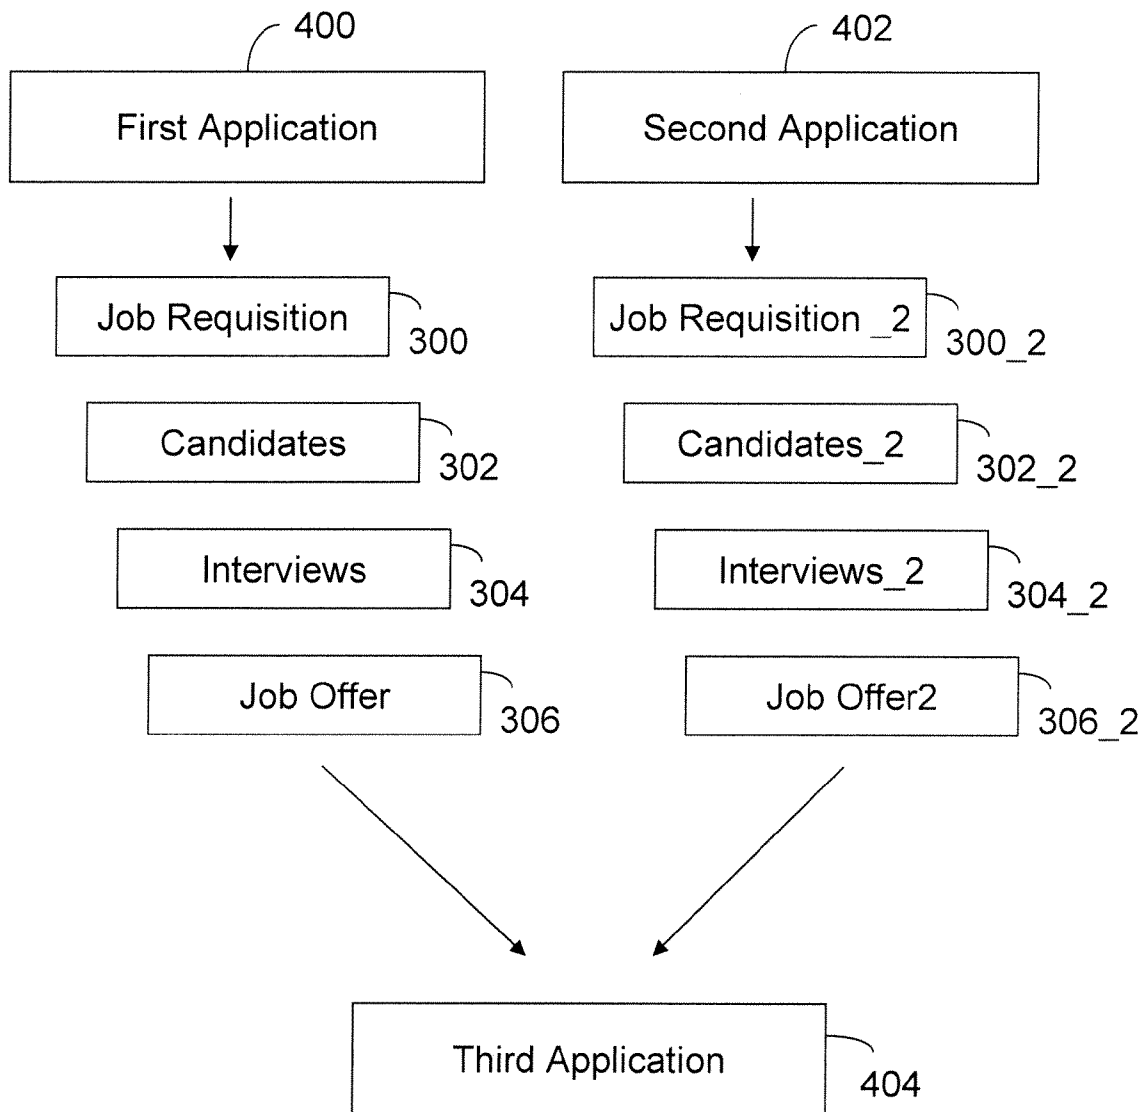 400
402
First Application
Second Application
Job Requisition
300
Job Requisition _2
300_2
Candidates
302
Candidates_2
302_2
Interviews
304
Interviews_2
304_2
Job Offer
306
Job Offer2
306_2
Third Application
404